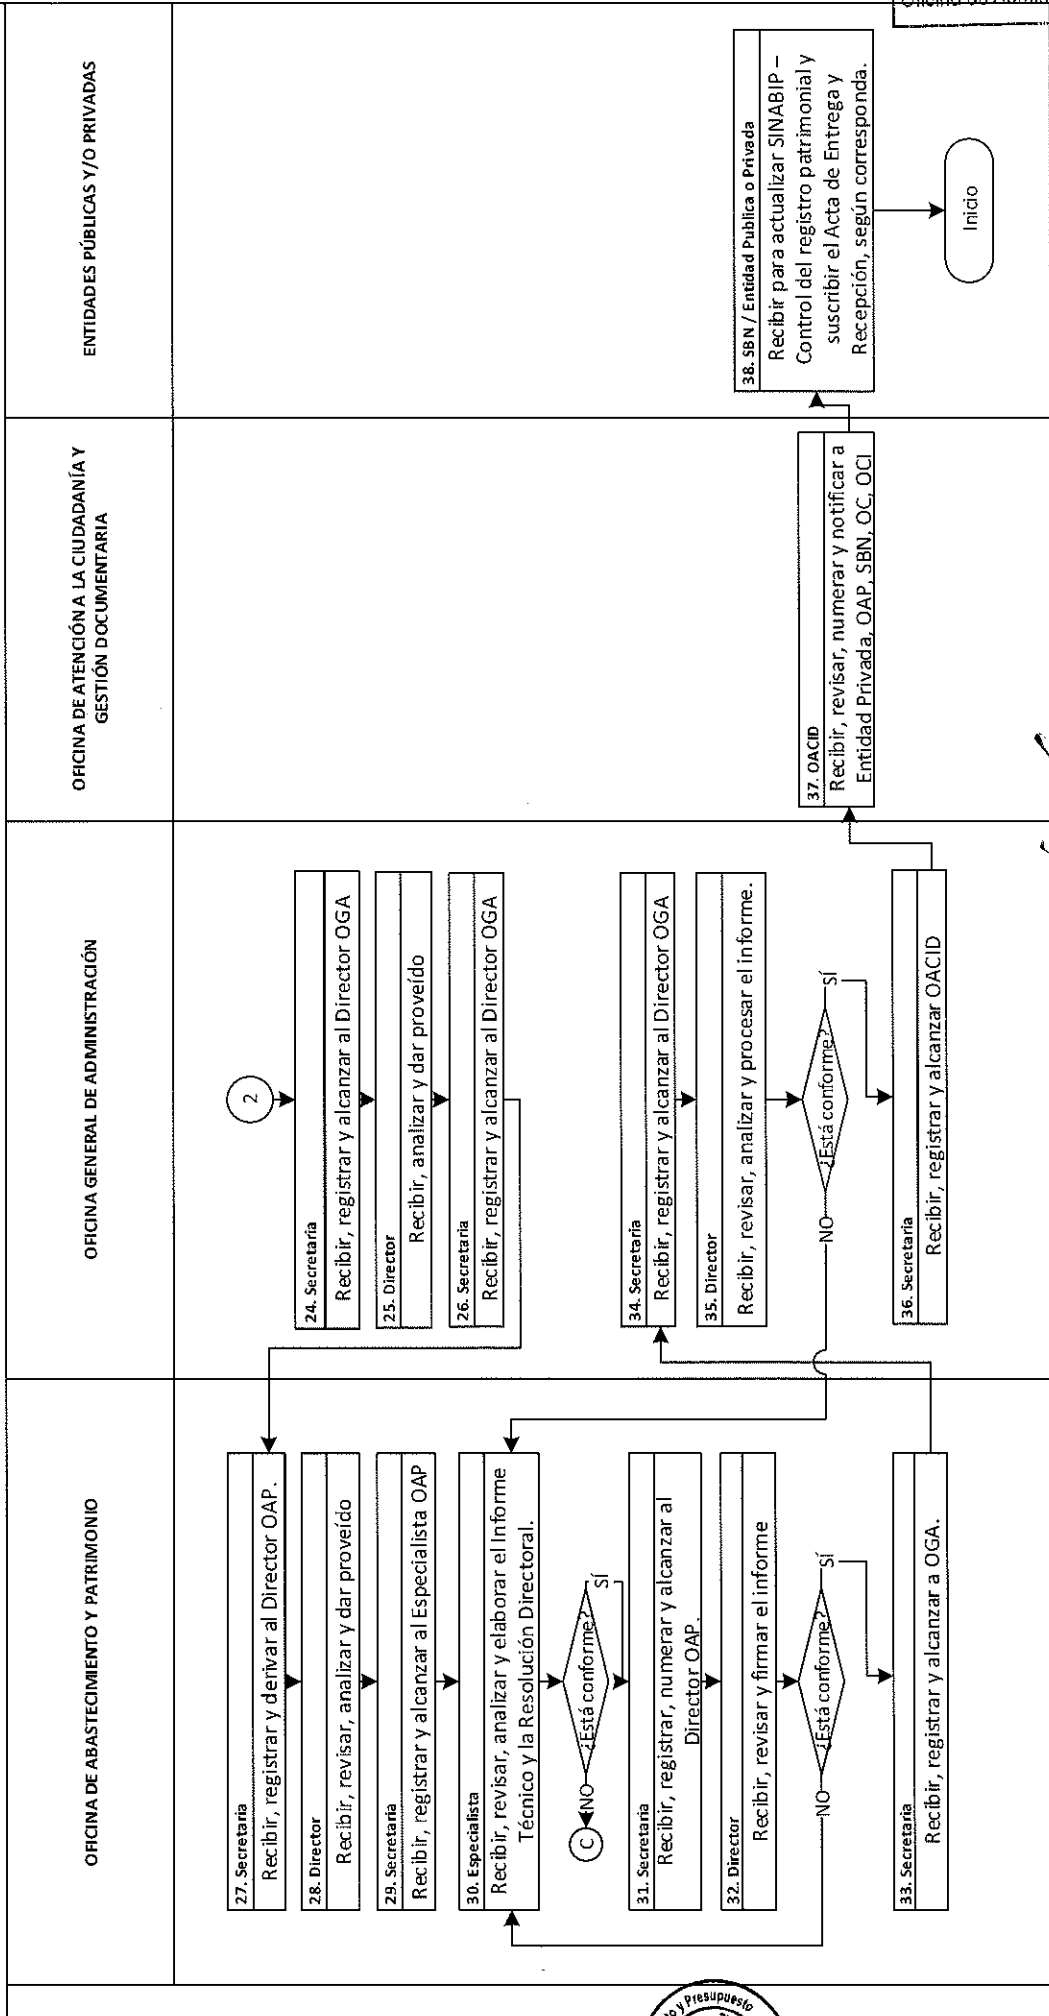 OFICINA DE ABASTECIMIENTO Y PATRIMONIO
OFICINA GENERAL DE ADMINISTRACIÓN
OFICINA DE ATENCIÓN A LA CIUDADANÍA Y
GESTIÓN DOCUMENTARIA
ENTIDADES PÚBLICAS Y/O PRIVADAS
2
24. Secretaria
Recibir, registrar y alcanzar al Director OGA
25. Director
Recibir, analizar y dar proveído
26. Secretaria
Recibir, registrar y alcanzar al Director OGA
27. Secretaria
Recibir, registrar y derivar al Director OAP.
28. Director
Recibir, revisar, analizar y dar proveído
29. Secretaria
Recibir, registrar y alcanzar al Especialista OAP
30. Especialista
Recibir, revisar, analizar y elaborar el Informe
Técnico y la Resolución Directoral.
¿Está conforme?
SÍ
NO
C
31. Secretaria
Recibir, registrar, numerar y alcanzar al
Director OAP.
32. Director
Recibir, revisar y firmar el informe
¿Está conforme?
SÍ
NO
33. Secretaria
Recibir, registrar y alcanzar a OGA.
34. Secretaria
Recibir, registrar y alcanzar al Director OGA
35. Director
Recibir, revisar, analizar y procesar el informe.
¿Está conforme?
SÍ
NO
36. Secretaria
Recibir, registrar y alcanzar OACID
37. OACID
Recibir, revisar, numerar y notificar a
Entidad Privada, OAP, SBN, OC, OCI
38. SBN / Entidad Publica o Privada
Recibir para actualizar SINABIP –
Control del registro patrimonial y
suscribir el Acta de Entrega y
Recepción, según corresponda.
Inicio
y Presupuesto